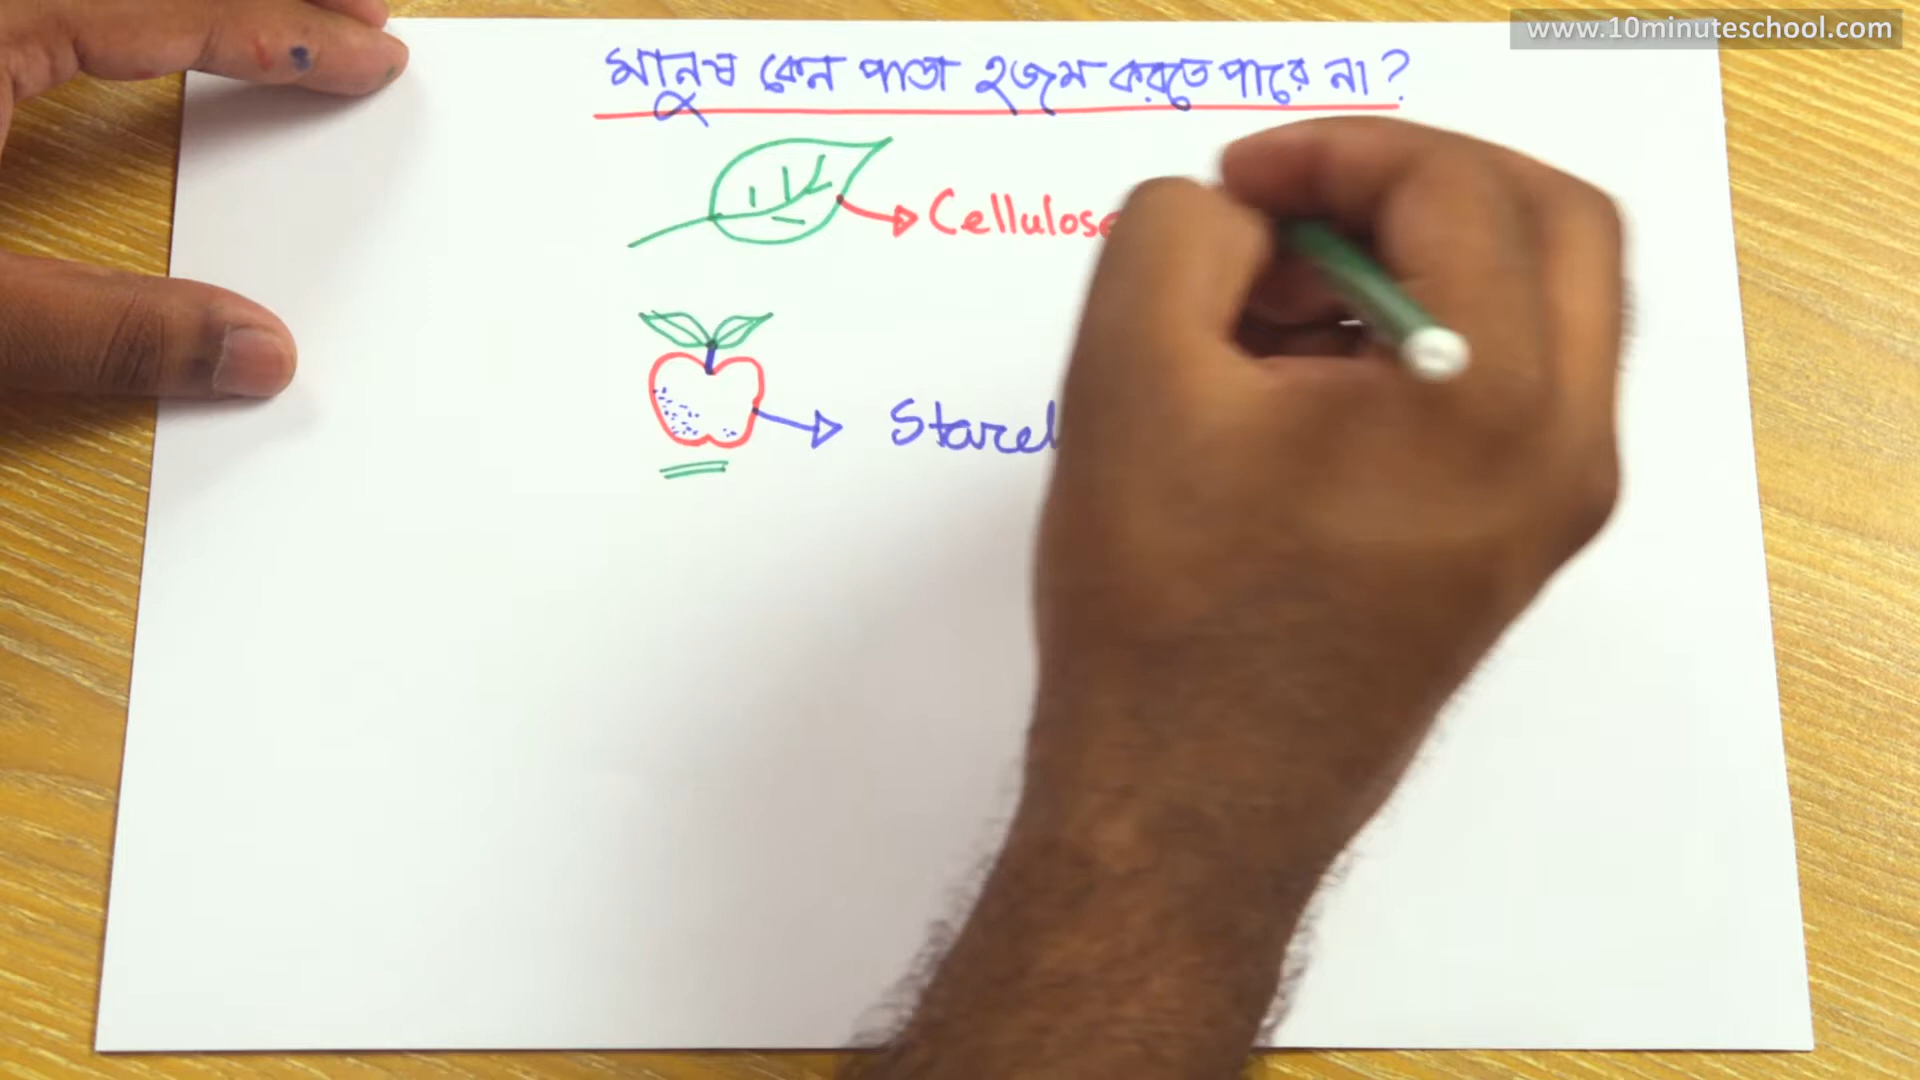 www.10minuteschool.com
মানুষ কেন পাতা হজম করতে পারে না?
Cellulose
Starch